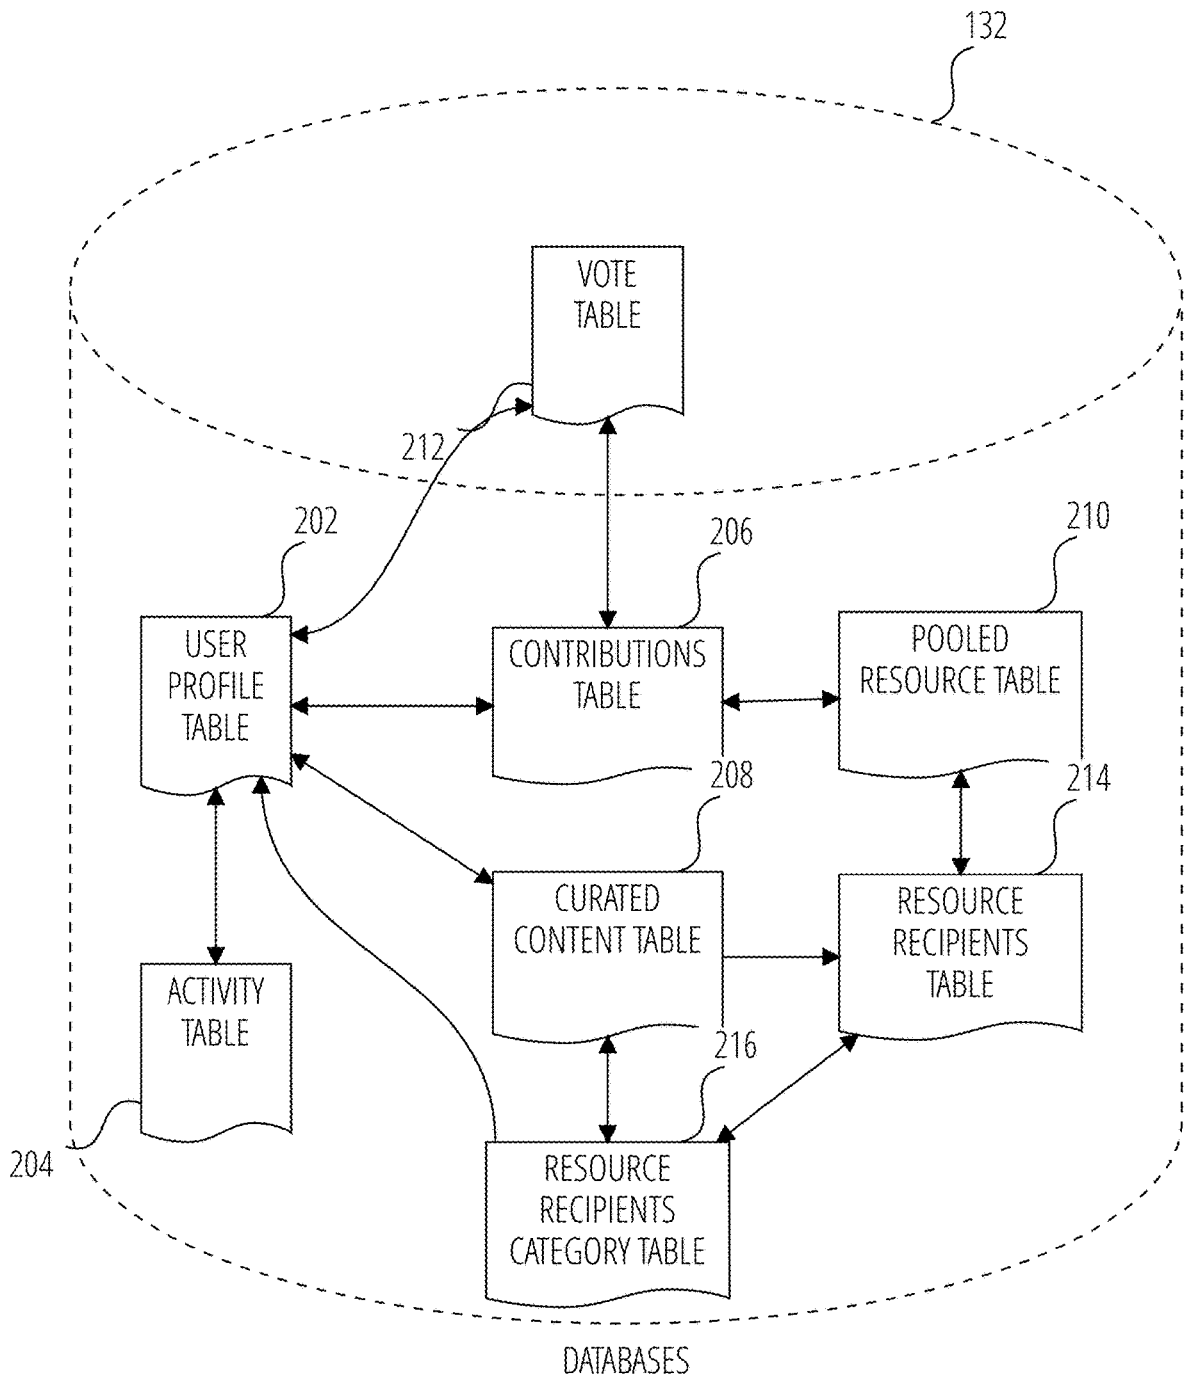 132
VOTE
TABLE
212
202
206
210
USER
PROFILE
TABLE
CONTRIBUTIONS
TABLE
POOLED
RESOURCE TABLE
208
214
CURATED
CONTENT TABLE
RESOURCE
RECIPIENTS
TABLE
ACTIVITY
TABLE
216
204
RESOURCE
RECIPIENTS
CATEGORY TABLE
DATABASES